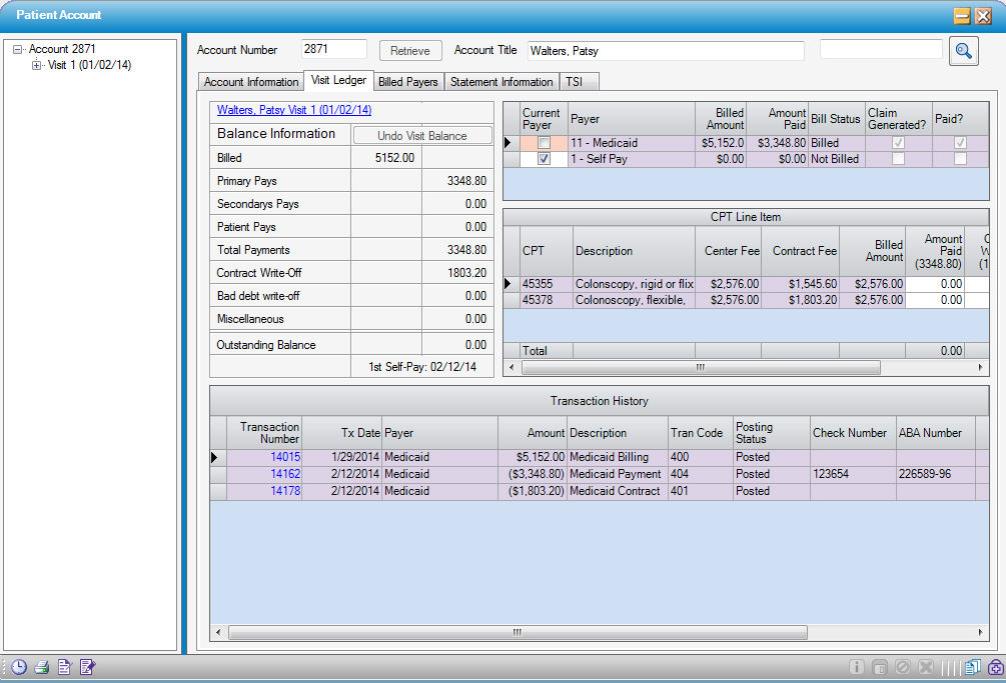 Patient Account
Account 2871
Visit 1 (01/02/14)
Account Number 2871 Retrieve Account Title Walters, Patsy
Account Information Visit Ledger Billed Payers Statement Information TSI
Walters, Patsy Visit 1 (01/02/14)
Balance Information Undo Visit Balance
Billed 5152.00
Primary Pays 3348.80
Secondarys Pays 0.00
Patient Pays 0.00
Total Payments 3348.80
Contract Write-Off 1803.20
Bad debt write-off 0.00
Miscellaneous 0.00
Outstanding Balance 0.00
1st Self-Pay: 02/12/14
Current Payer Payer Billed Amount Amount Paid Bill Status Claim Generated? Paid?
11 - Medicaid $5,152.0 $3,348.80 Billed
1 - Self Pay $0.00 $0.00 Not Billed
CPT Line Item
CPT Description Center Fee Contract Fee Billed Amount Amount Paid (3348.80)
45355 Colonscopy, rigid or flix $2,576.00 $1,545.60 $2,576.00 0.00
45378 Colonoscopy, flexible, $2,576.00 $1,803.20 $2,576.00 0.00
Total 0.00
Transaction History
Transaction Number Tx Date Payer Amount Description Tran Code Posting Status Check Number ABA Number
14015 1/29/2014 Medicaid $5,152.00 Medicaid Billing 400 Posted
14162 2/12/2014 Medicaid ($3,348.80) Medicaid Payment 404 Posted 123654 226589-96
14178 2/12/2014 Medicaid ($1,803.20) Medicaid Contract 401 Posted